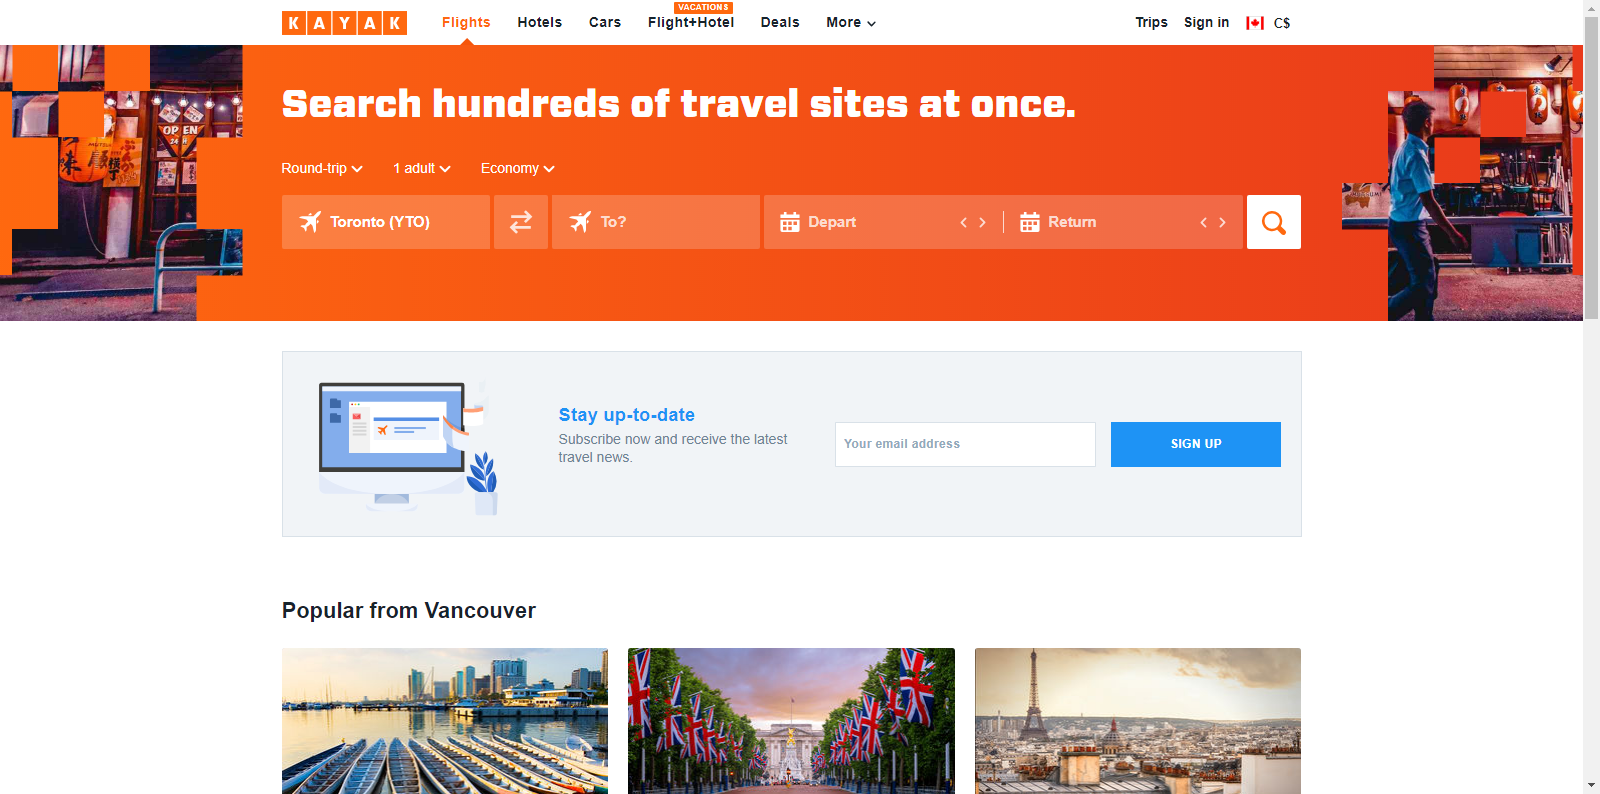 KAYAK
Flights
Hotels
Cars
VACATIONS
Flight+Hotel
Deals
More
Trips
Sign in
C$
Search hundreds of travel sites at once.
Round-trip
1 adult
Economy
Toronto (YTO)
To?
Depart
Return
OPEN
Stay up-to-date
Subscribe now and receive the latest
travel news.
Your email address
SIGN UP
Popular from Vancouver